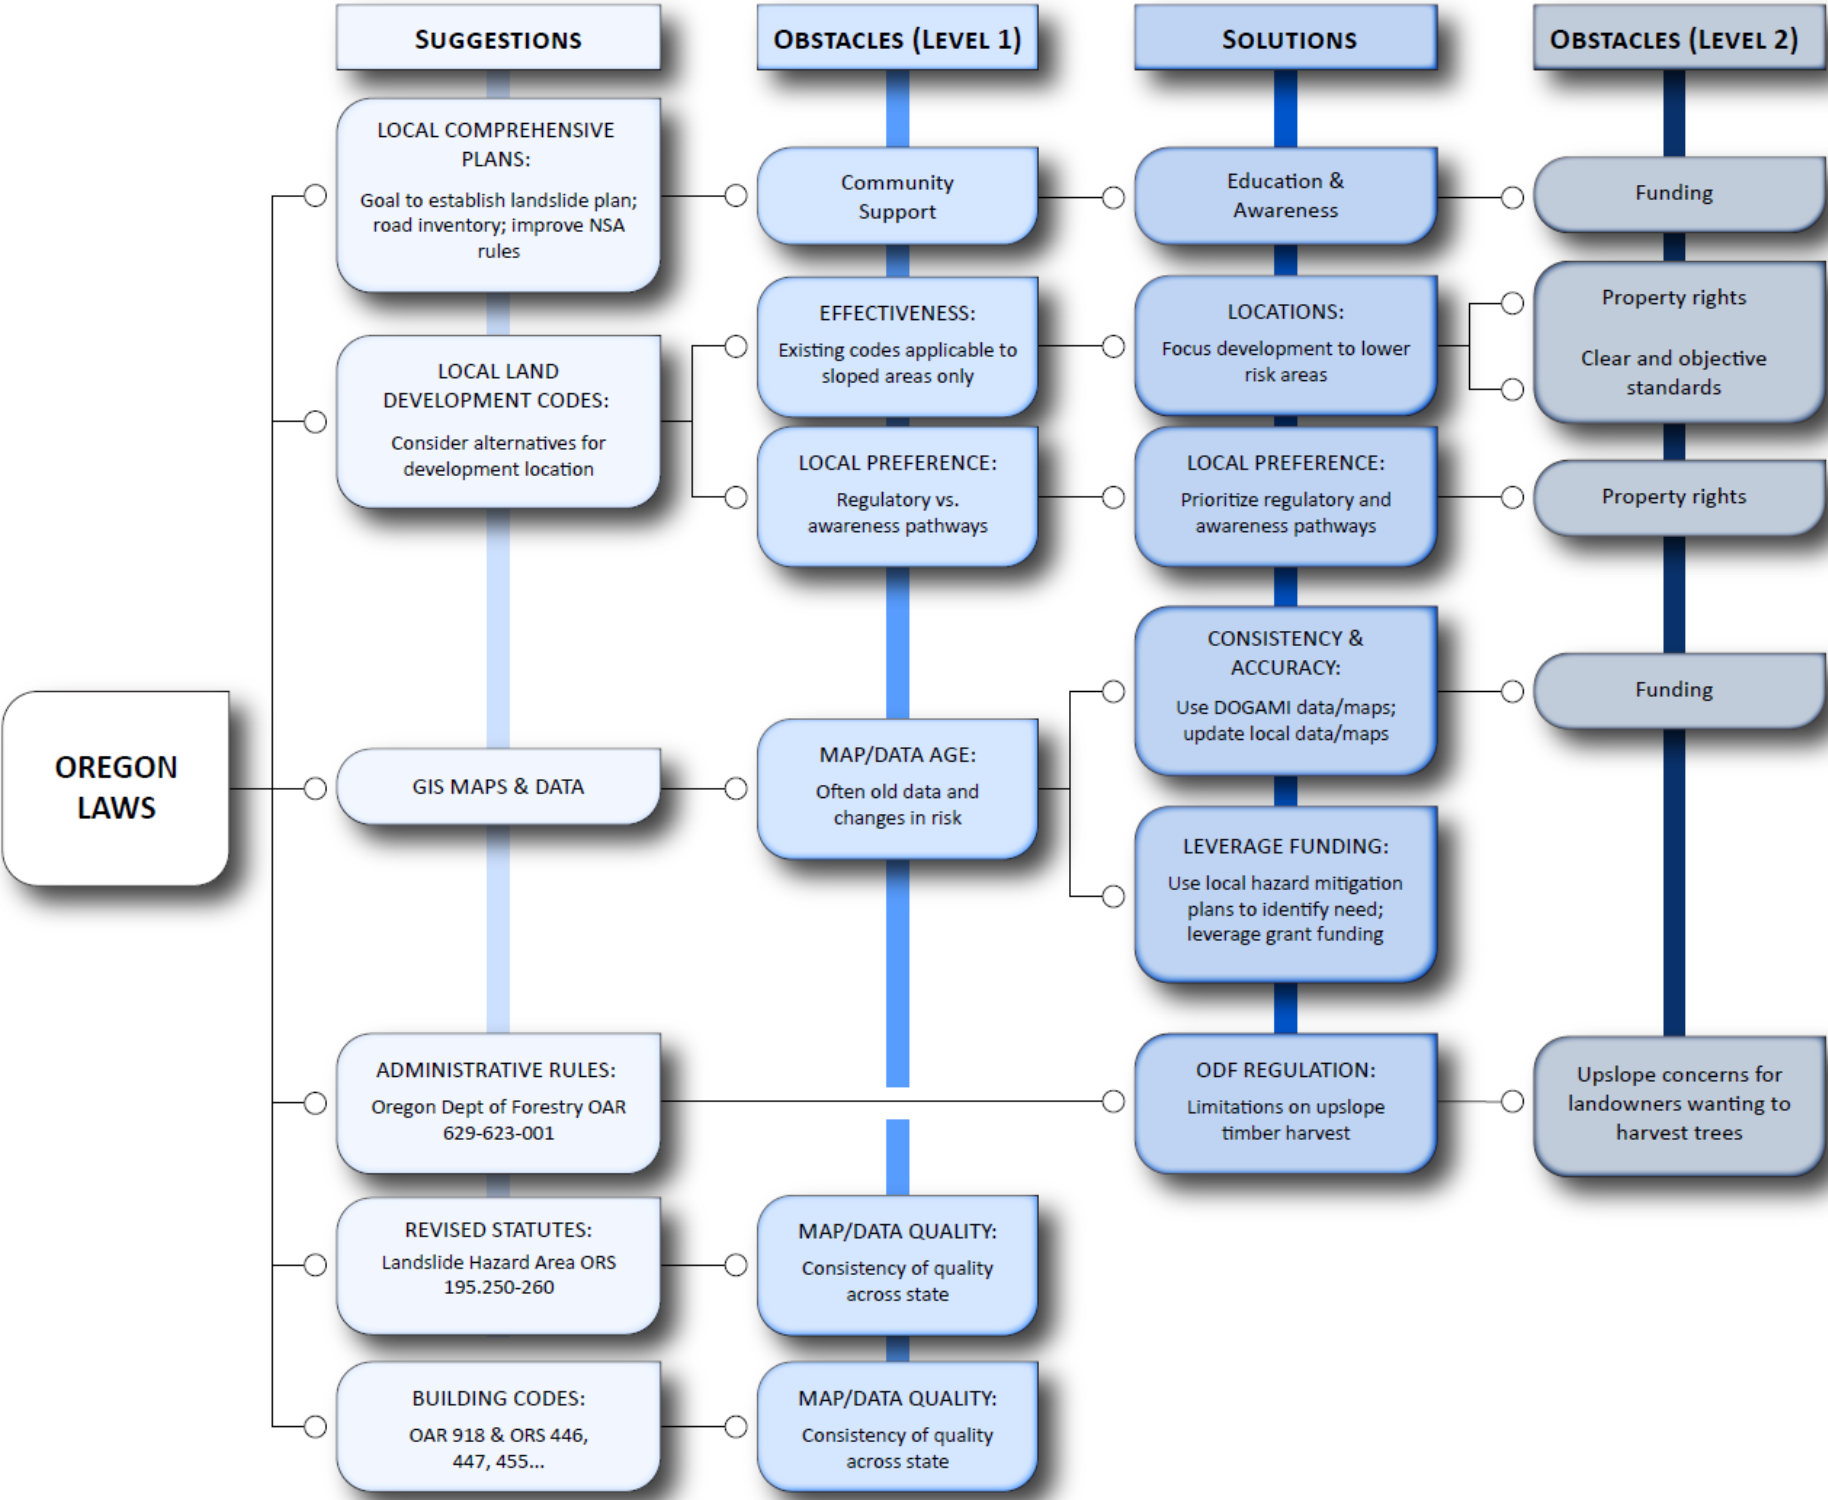 SUGGESTIONS
OBSTACLES (LEVEL 1)
SOLUTIONS
OBSTACLES (LEVEL 2)
OREGON
LAWS
LOCAL COMPREHENSIVE
PLANS:
Goal to establish landslide plan;
road inventory; improve NSA
rules
Community
Support
Education &
Awareness
Funding
LOCAL LAND
DEVELOPMENT CODES:
Consider alternatives for
development location
EFFECTIVENESS:
Existing codes applicable to
sloped areas only
LOCATIONS:
Focus development to lower
risk areas
Property rights
Clear and objective
standards
LOCAL PREFERENCE:
Regulatory vs.
awareness pathways
LOCAL PREFERENCE:
Prioritize regulatory and
awareness pathways
Property rights
GIS MAPS & DATA
MAP/DATA AGE:
Often old data and
changes in risk
CONSISTENCY &
ACCURACY:
Use DOGAMI data/maps;
update local data/maps
Funding
LEVERAGE FUNDING:
Use local hazard mitigation
plans to identify need;
leverage grant funding
ADMINISTRATIVE RULES:
Oregon Dept of Forestry OAR
629-623-001
ODF REGULATION:
Limitations on upslope
timber harvest
Upslope concerns for
landowners wanting to
harvest trees
REVISED STATUTES:
Landslide Hazard Area ORS
195.250-260
MAP/DATA QUALITY:
Consistency of quality
across state
BUILDING CODES:
OAR 918 & ORS 446,
447, 455...
MAP/DATA QUALITY:
Consistency of quality
across state